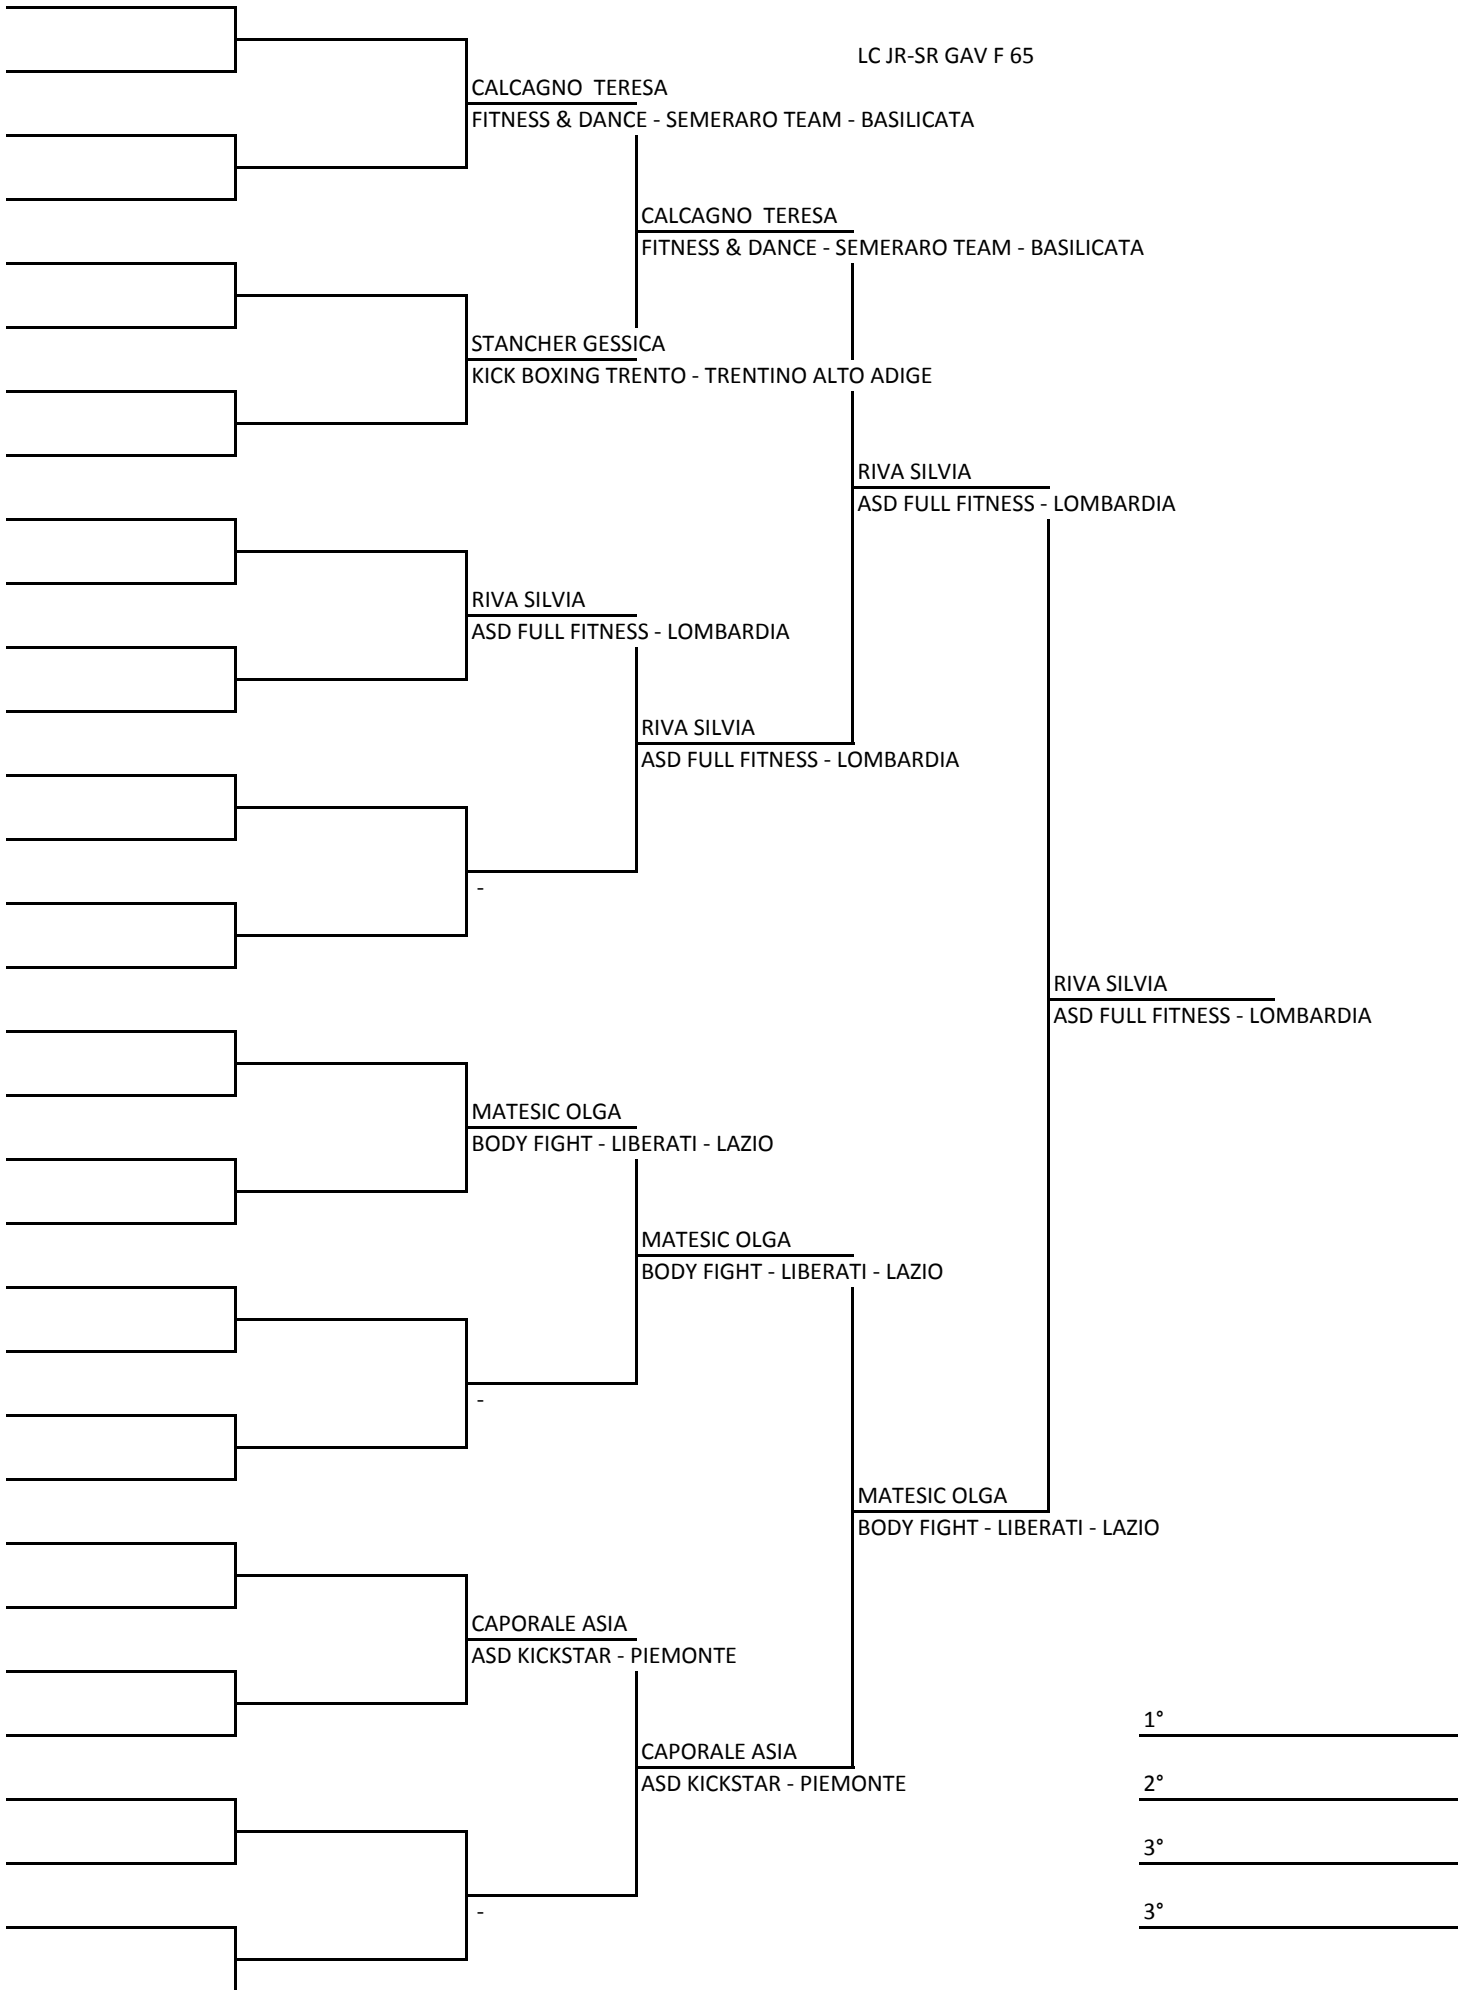 LC JR-SR GAV F 65
CALCAGNO  TERESA
FITNESS & DANCE - SEMERARO TEAM - BASILICATA
CALCAGNO  TERESA
FITNESS & DANCE - SEMERARO TEAM - BASILICATA
STANCHER GESSICA
KICK BOXING TRENTO - TRENTINO ALTO ADIGE
RIVA SILVIA
ASD FULL FITNESS - LOMBARDIA
RIVA SILVIA
ASD FULL FITNESS - LOMBARDIA
RIVA SILVIA
ASD FULL FITNESS - LOMBARDIA
-
RIVA SILVIA
ASD FULL FITNESS - LOMBARDIA
MATESIC OLGA
BODY FIGHT - LIBERATI - LAZIO
MATESIC OLGA
BODY FIGHT - LIBERATI - LAZIO
-
MATESIC OLGA
BODY FIGHT - LIBERATI - LAZIO
CAPORALE ASIA
ASD KICKSTAR - PIEMONTE
1°
CAPORALE ASIA
ASD KICKSTAR - PIEMONTE
2°
3°
-
3°